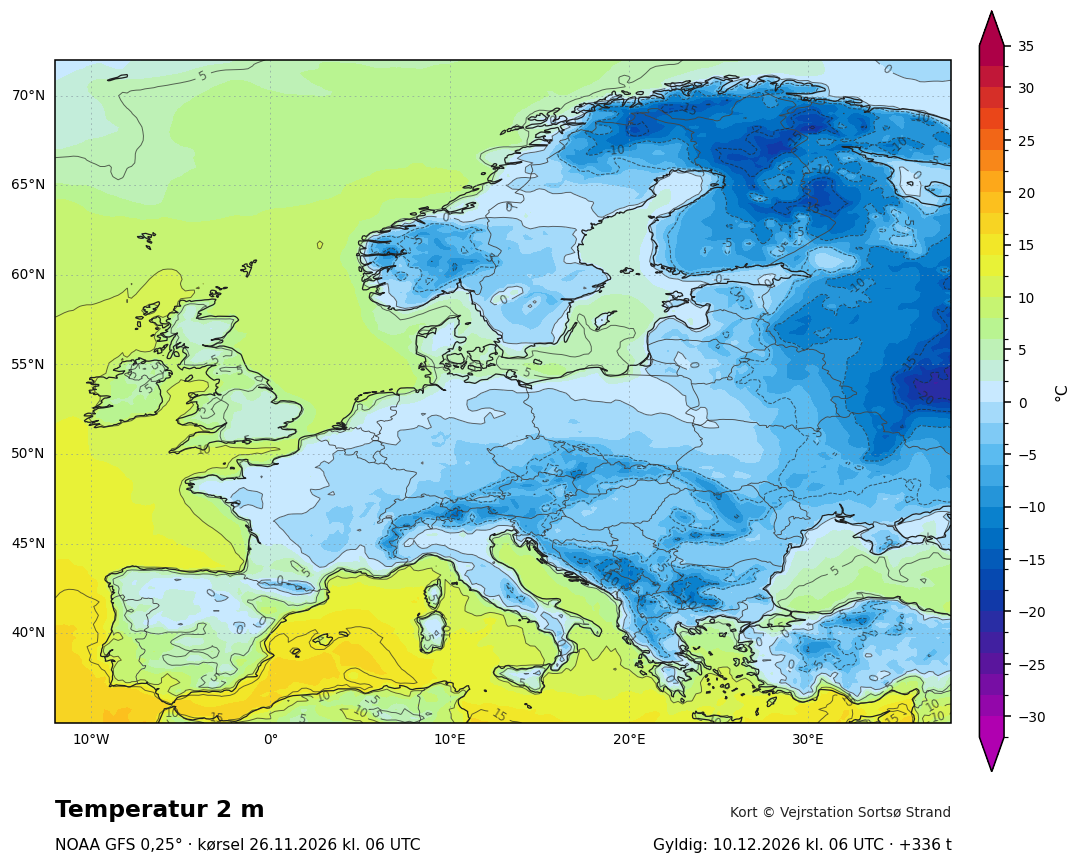 70°N
65°N
60°N
55°N
50°N
45°N
40°N
10°W
0°
10°E
20°E
30°E
35
30
25
20
15
10
5
0
−5
−10
−15
−20
−25
−30
°C
Temperatur 2 m
Kort © Vejrstation Sortsø Strand
NOAA GFS 0,25° · kørsel 26.11.2026 kl. 06 UTC
Gyldig: 10.12.2026 kl. 06 UTC · +336 t